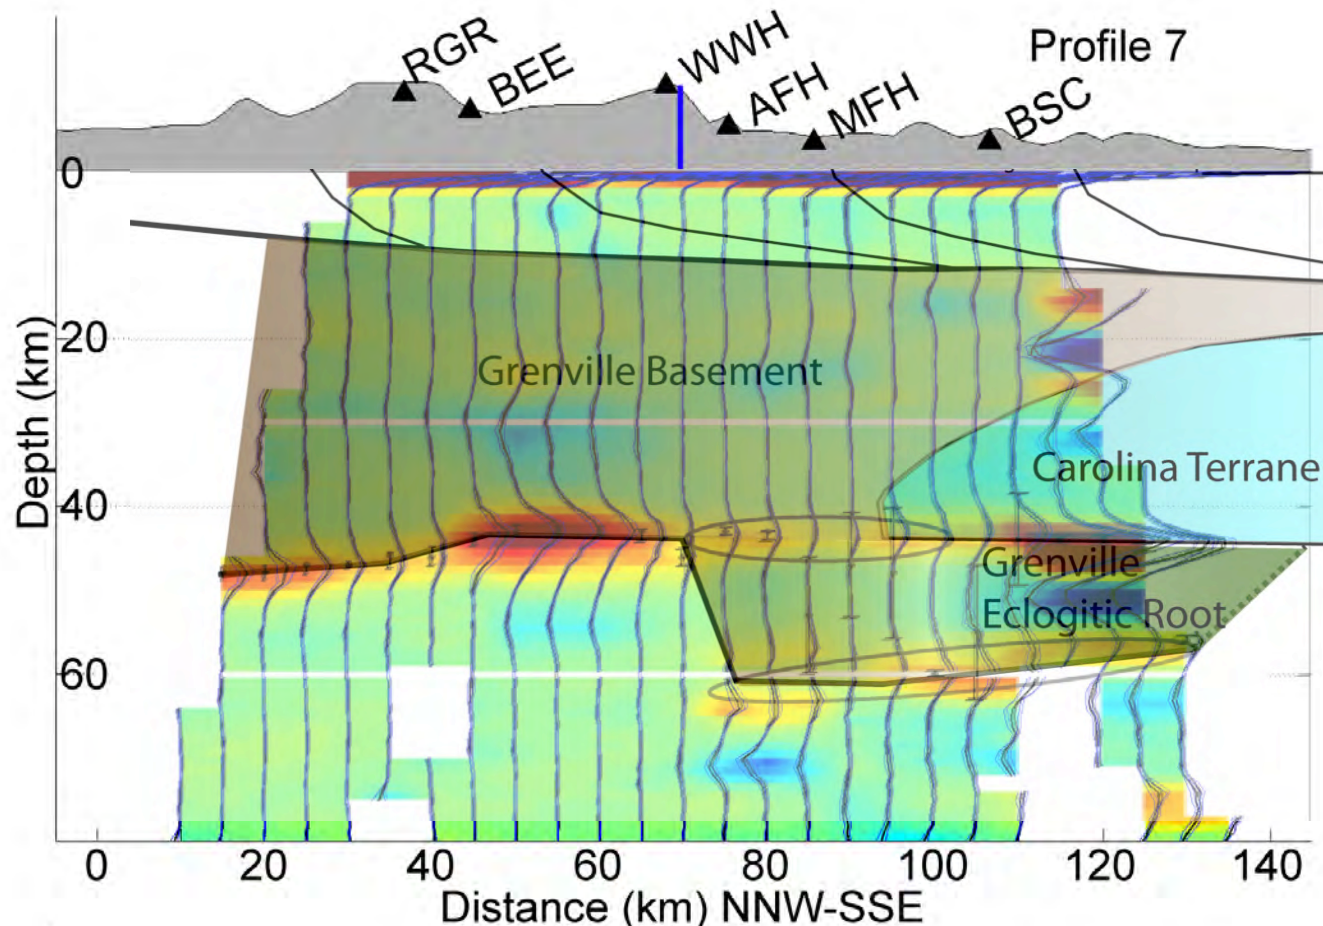 Profile 7
RGR
BEE
WWH
AFH
MFH
BSC
0
20
40
60
Depth (km)
Grenville Basement
Carolina Terrane
Grenville
Eclogitic Root
0 20 40 60 80 100 120 140
Distance (km) NNW-SSE